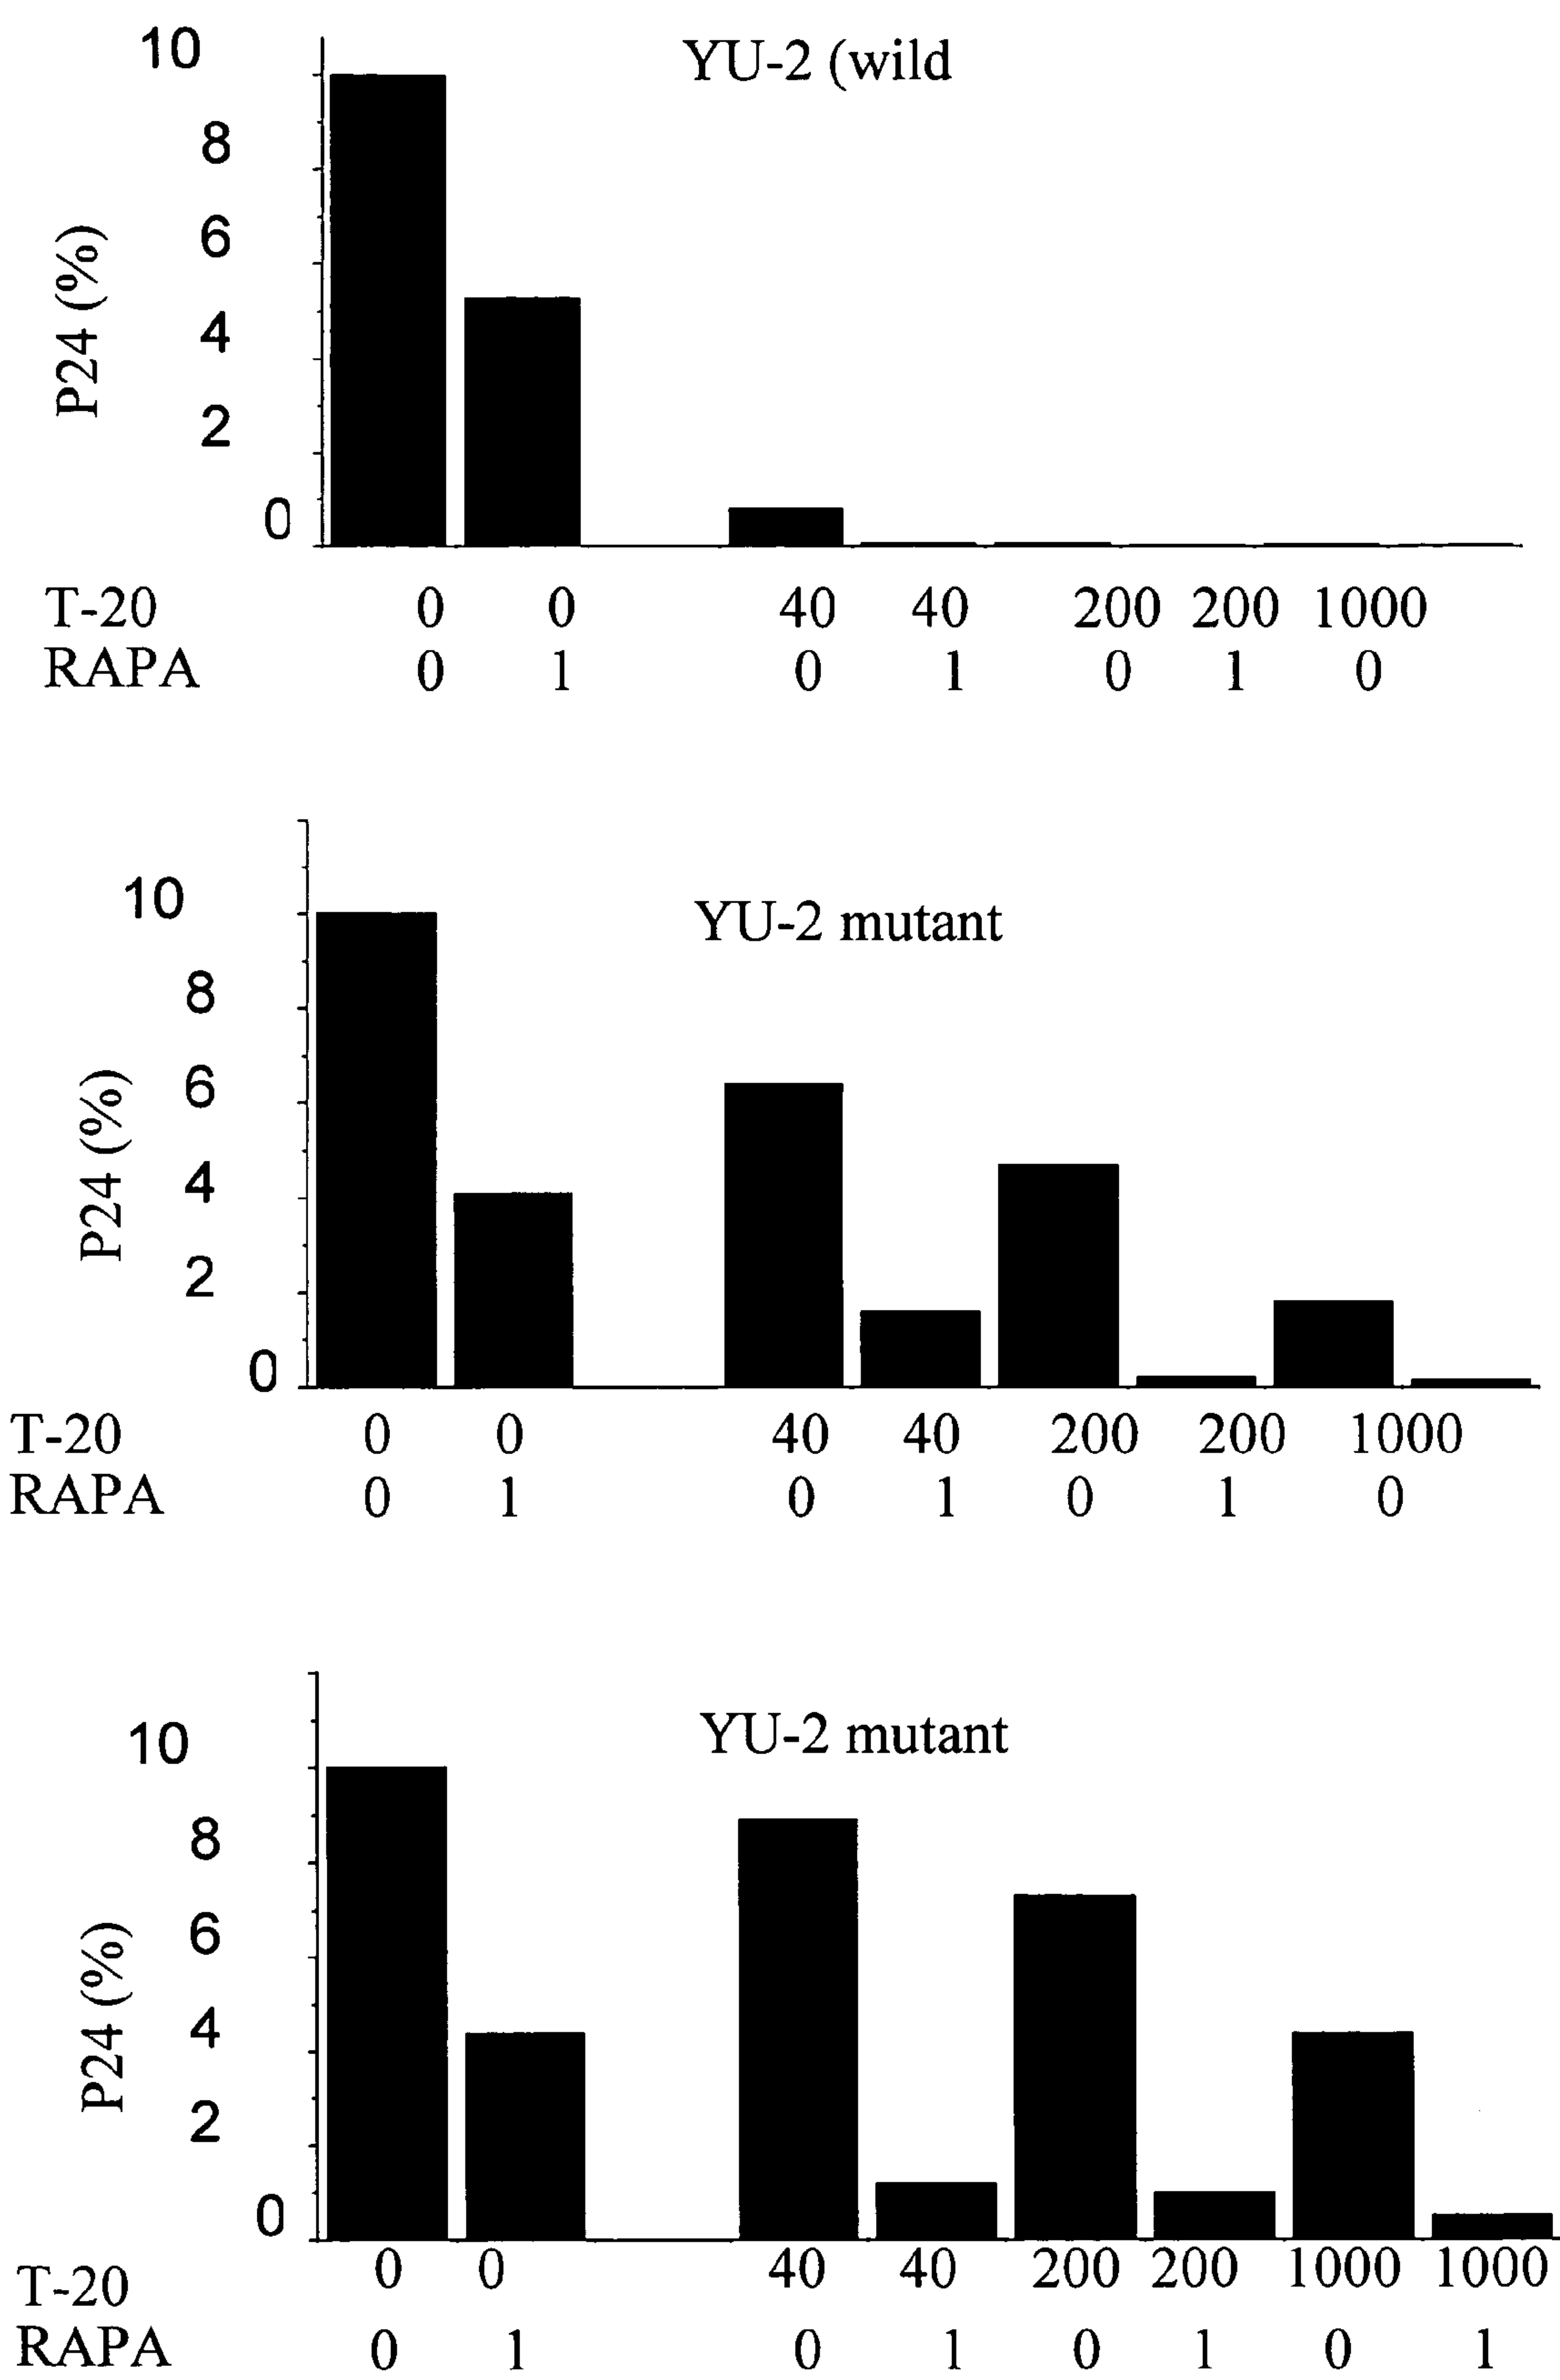 YU-2 (wild
10
8
6
4
2
0
P24 (%)
T-20 0 0 40 40 200 200 1000
RAPA 0 1 0 1 0 1 0
YU-2 mutant
10
8
6
4
2
0
P24 (%)
T-20 0 0 40 40 200 200 1000
RAPA 0 1 0 1 0 1 0
YU-2 mutant
10
8
6
4
2
0
P24 (%)
T-20 0 0 40 40 200 200 1000 1000
RAPA 0 1 0 1 0 1 0 1